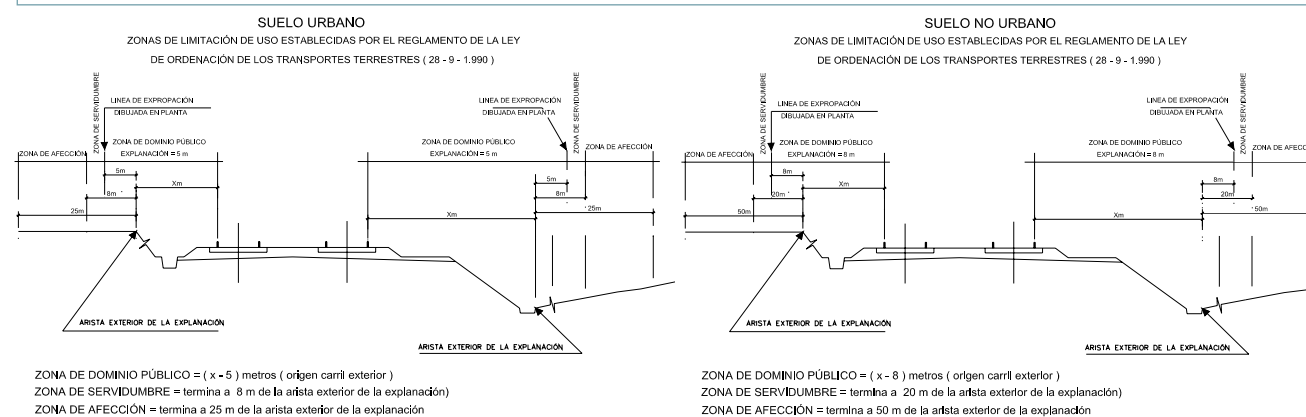 SUELO URBANO
ZONAS DE LIMITACIÓN DE USO ESTABLECIDAS POR EL REGLAMENTO DE LA LEY
DE ORDENACIÓN DE LOS TRANSPORTES TERRESTRES ( 28 - 9 - 1.990 )
ZONA DE SERVIDUMBRE
LINEA DE EXPROPACIÓN
DIBUJADA EN PLANTA
ZONA DE AFECCIÓN
ZONA DE DOMINIO PÚBLICO
EXPLANACIÓN = 5 m
ZONA DE DOMINIO PÚBLICO
EXPLANACIÓN = 5 m
LINEA DE EXPROPACIÓN
DIBUJADA EN PLANTA
ZONA DE SERVIDUMBRE
ZONA DE AFECCIÓN
5m
8m
Xm
25m
5m
8m
25m
Xm
ARISTA EXTERIOR DE LA EXPLANACIÓN
ARISTA EXTERIOR DE LA EXPLANACIÓN
ZONA DE DOMINIO PÚBLICO = ( x - 5 ) metros ( origen carril exterior )
ZONA DE SERVIDUMBRE = termina a 8 m de la arista exterior de la explanación)
ZONA DE AFECCIÓN = termina a 25 m de la arista exterior de la explanación
SUELO NO URBANO
ZONAS DE LIMITACIÓN DE USO ESTABLECIDAS POR EL REGLAMENTO DE LA LEY
DE ORDENACIÓN DE LOS TRANSPORTES TERRESTRES ( 28 - 9 - 1.990 )
ZONA DE SERVIDUMBRE
LINEA DE EXPROPACIÓN
DIBUJADA EN PLANTA
ZONA DE AFECCIÓN
ZONA DE DOMINIO PÚBLICO
EXPLANACIÓN = 8 m
ZONA DE DOMINIO PÚBLICO
EXPLANACIÓN = 8 m
LINEA DE EXPROPACIÓN
DIBUJADA EN PLANTA
ZONA DE SERVIDUMBRE
ZONA DE AFECC
8m
20m
Xm
50m
8m
20m
50m
Xm
ARISTA EXTERIOR DE LA EXPLANACIÓN
ARISTA EXTERIOR DE LA EXPLANACIÓN
ZONA DE DOMINIO PÚBLICO = ( x - 8 ) metros ( origen carril exterior )
ZONA DE SERVIDUMBRE = termina a 20 m de la arista exterior de la explanación)
ZONA DE AFECCIÓN = termina a 50 m de la arista exterior de la explanación